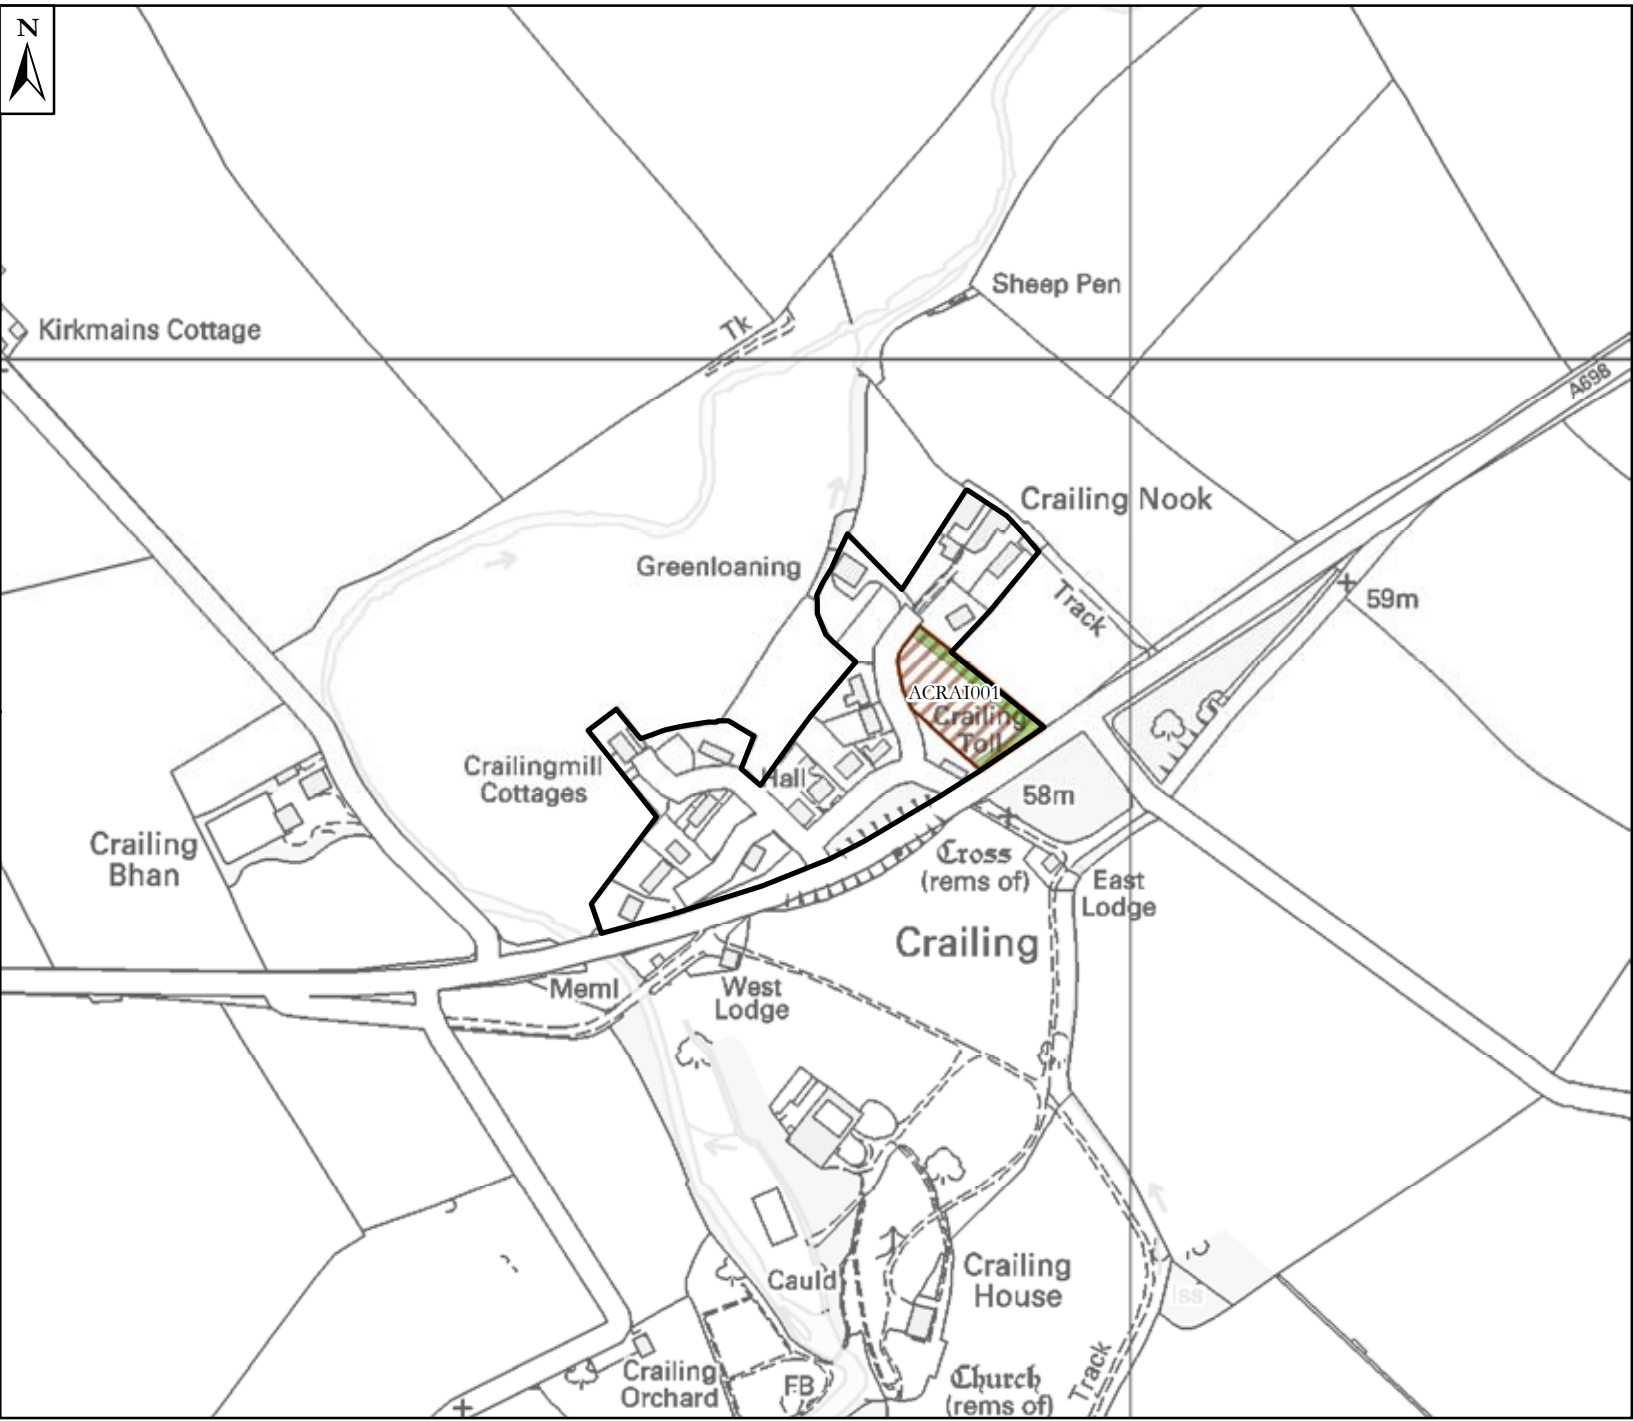 N
Sheep Pen
Tk
Kirkmains Cottage
A698
Crailing Nook
Greenloaning
Track
59m
ACRAI001
Crailing
Toll
Crailingmill
Cottages
Hall
58m
Crailing
Bhan
Cross
(rems of)
East
Lodge
Crailing
Meml
West
Lodge
Cauld
Crailing
House
Iss
Crailing
Orchard
FB
Church
(rems of)
Track